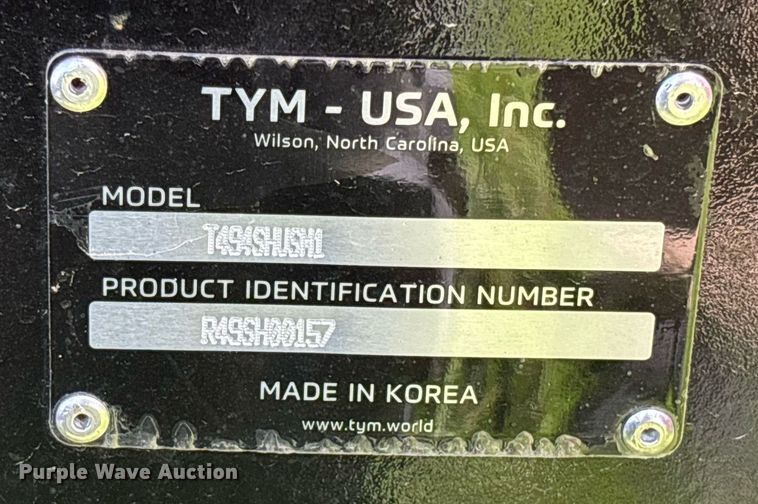 TYM - USA, Inc.
Wilson, North Carolina, USA
MODEL
T494SHUSH1
PRODUCT IDENTIFICATION NUMBER
R49SH00157
MADE IN KOREA
www.tym.world
Purple Wave Auction